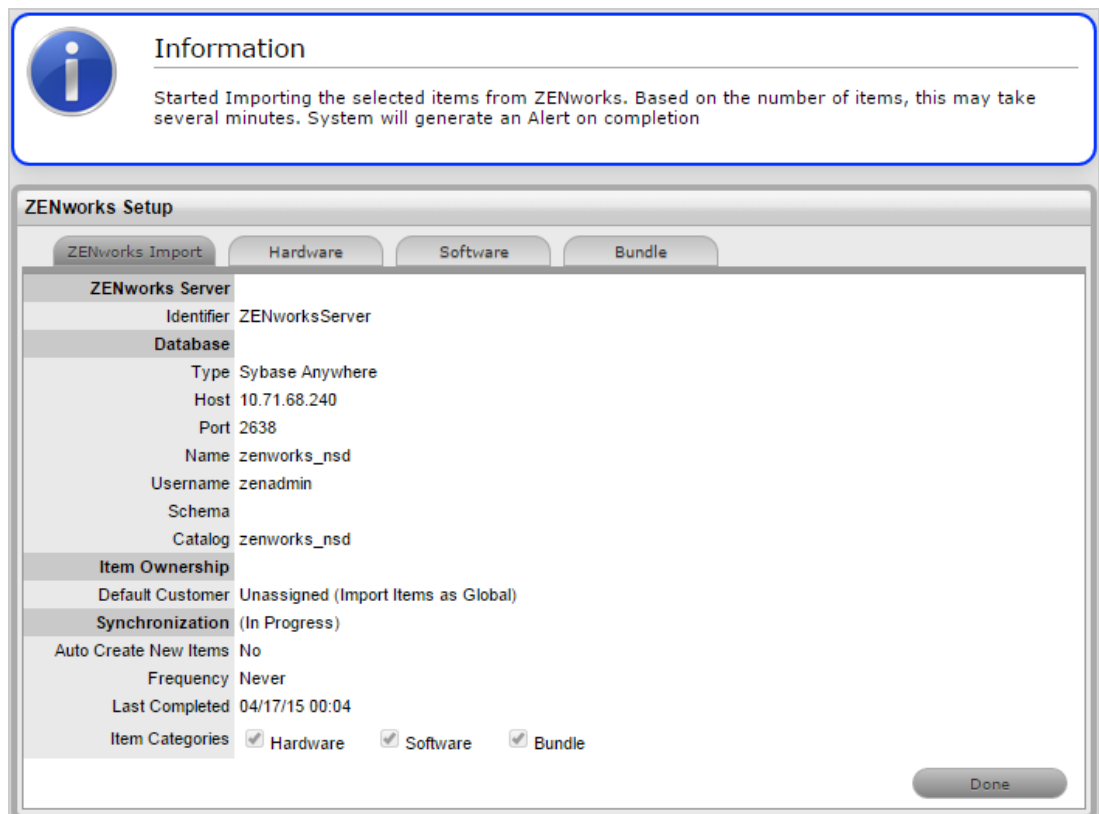 Information
Started Importing the selected items from ZENworks. Based on the number of items, this may take
several minutes. System will generate an Alert on completion
ZENworks Setup
ZENworks Import Hardware Software Bundle
ZENworks Server
Identifier ZENworksServer
Database
Type Sybase Anywhere
Host 10.71.68.240
Port 2638
Name zenworks_nsd
Username zenadmin
Schema
Catalog zenworks_nsd
Item Ownership
Default Customer Unassigned (Import Items as Global)
Synchronization (In Progress)
Auto Create New Items No
Frequency Never
Last Completed 04/17/15 00:04
Item Categories Hardware Software Bundle
Done